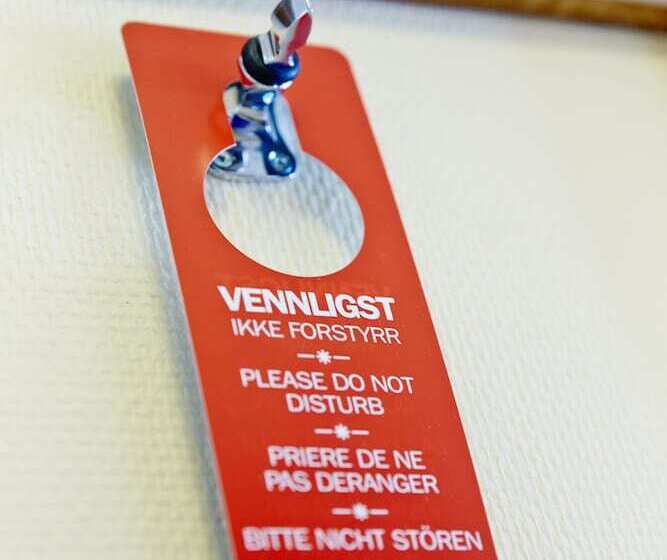 VENNLIGST
IKKE FORSTYRR
PLEASE DO NOT
DISTURB
PRIERE DE NE
PAS DERANGER
BITTE NICHT STÖREN